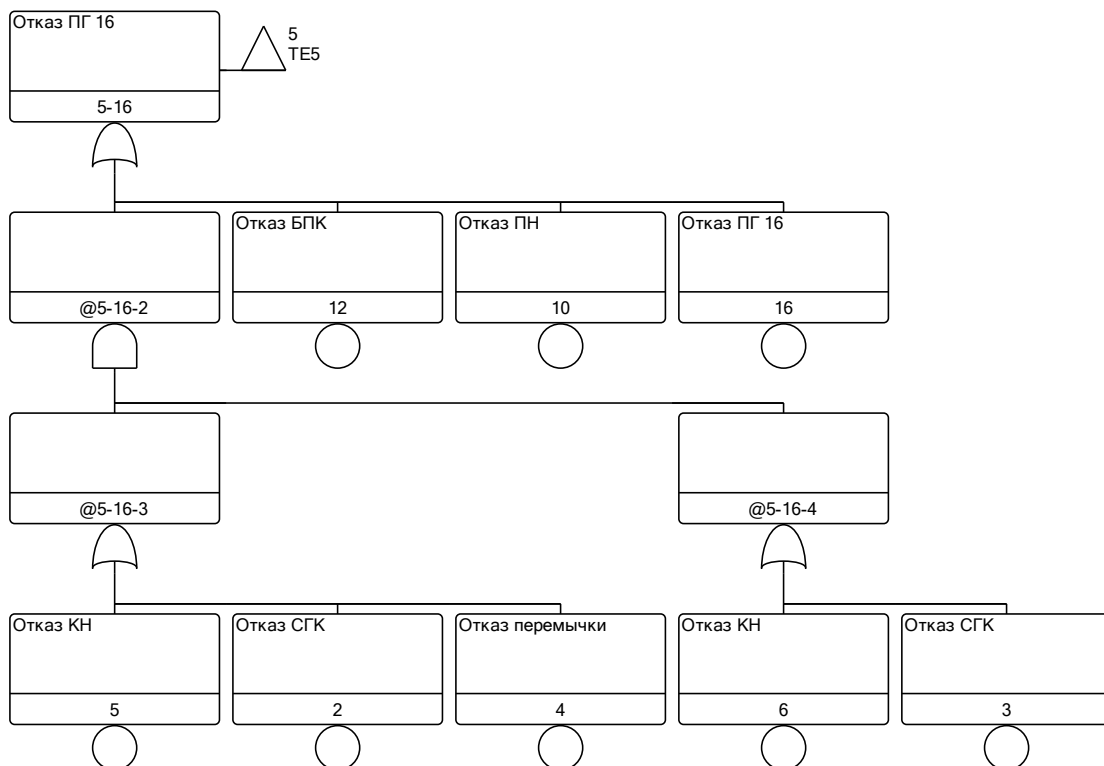 Отказ ПГ 16
5-16
5
TE5
Отказ БПК
Отказ ПН
Отказ ПГ 16
@5-16-2
12
10
16
@5-16-3
@5-16-4
Отказ КН
Отказ СГК
Отказ перемычки
Отказ КН
Отказ СГК
5
2
4
6
3